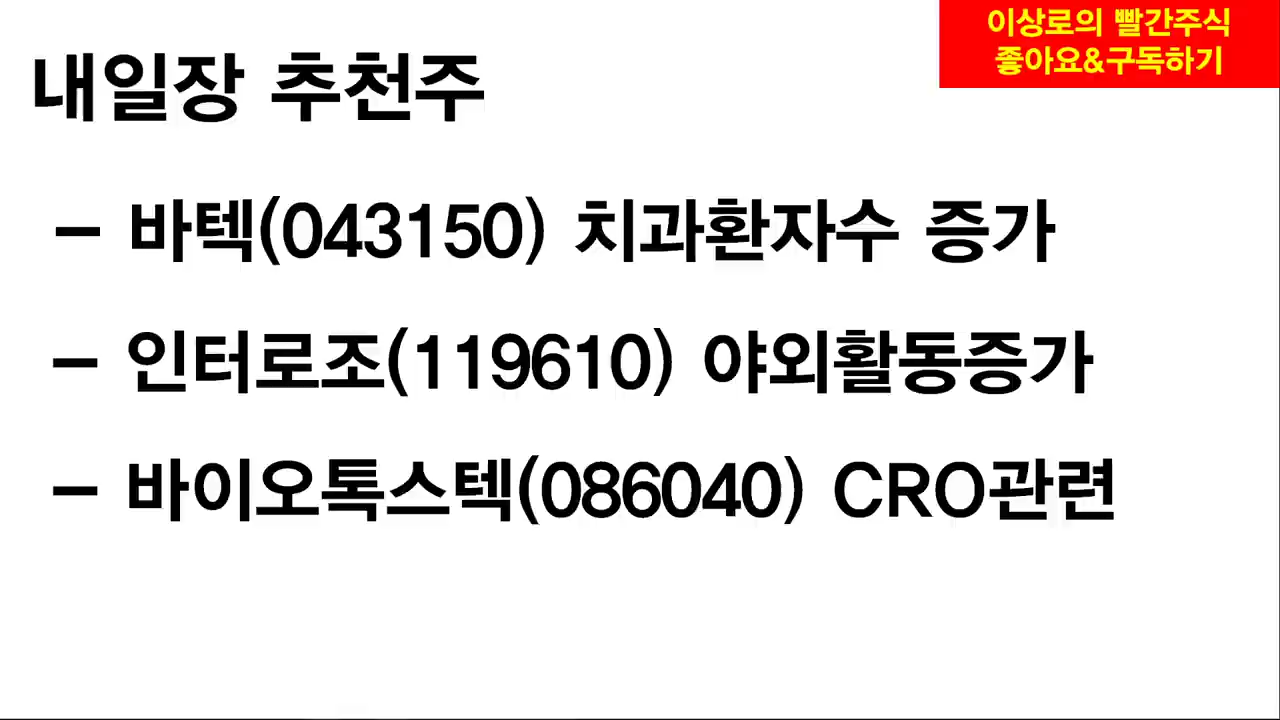 이상로의 빨간주식
좋아요&구독하기
내일장 추천주
- 바텍(043150) 치과환자수 증가
- 인터로조(119610) 야외활동증가
- 바이오톡스텍(086040) CRO관련